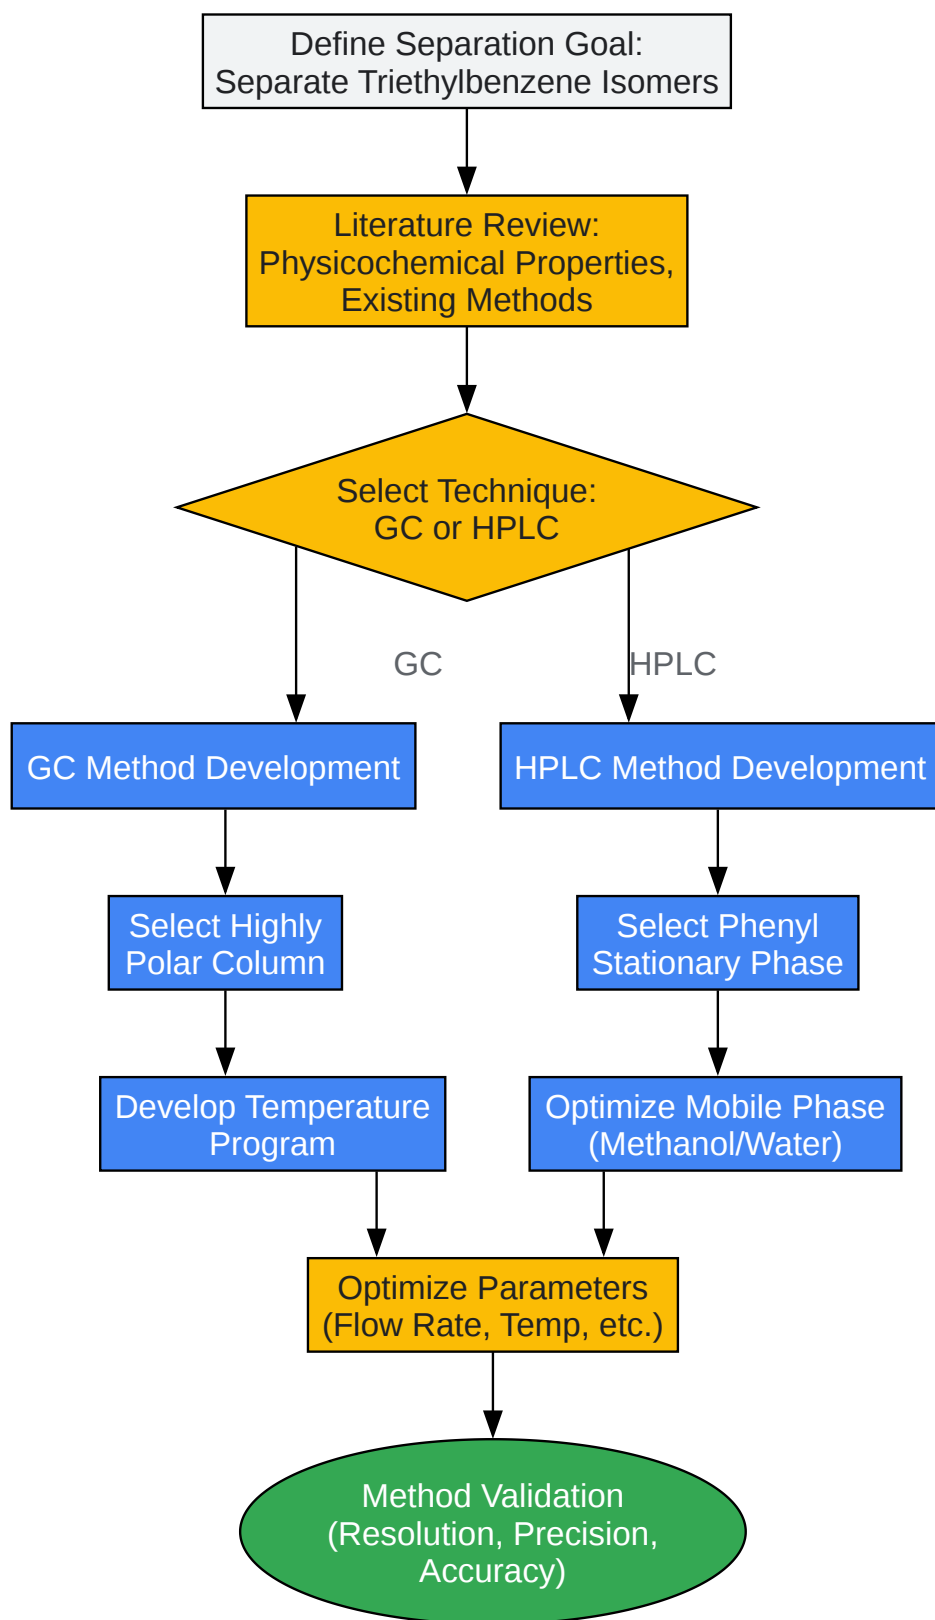 Define Separation Goal:
Separate Triethylbenzene Isomers
Literature Review:
Physicochemical Properties,
Existing Methods
Select Technique:
GC or HPLC
GC
HPLC
GC Method Development
HPLC Method Development
Select Highly
Polar Column
Select Phenyl
Stationary Phase
Develop Temperature
Program
Optimize Mobile Phase
(Methanol/Water)
Optimize Parameters
(Flow Rate, Temp, etc.)
Method Validation
(Resolution, Precision,
Accuracy)